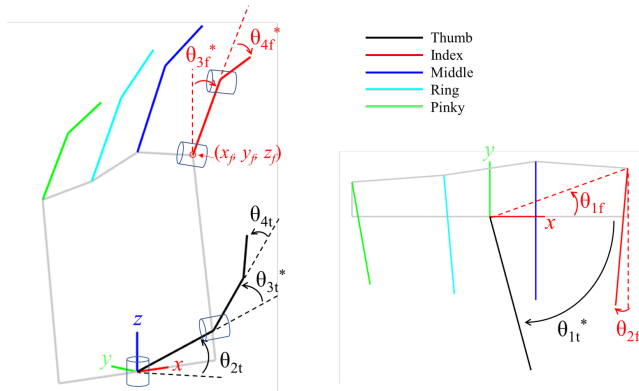 θ4f*
θ3f*
(xf, yf, zf)
θ4t
θ3t*
θ2t
z
y
x
Thumb
Index
Middle
Ring
Pinky
y
x
θ1f
θ1t*
θ2f